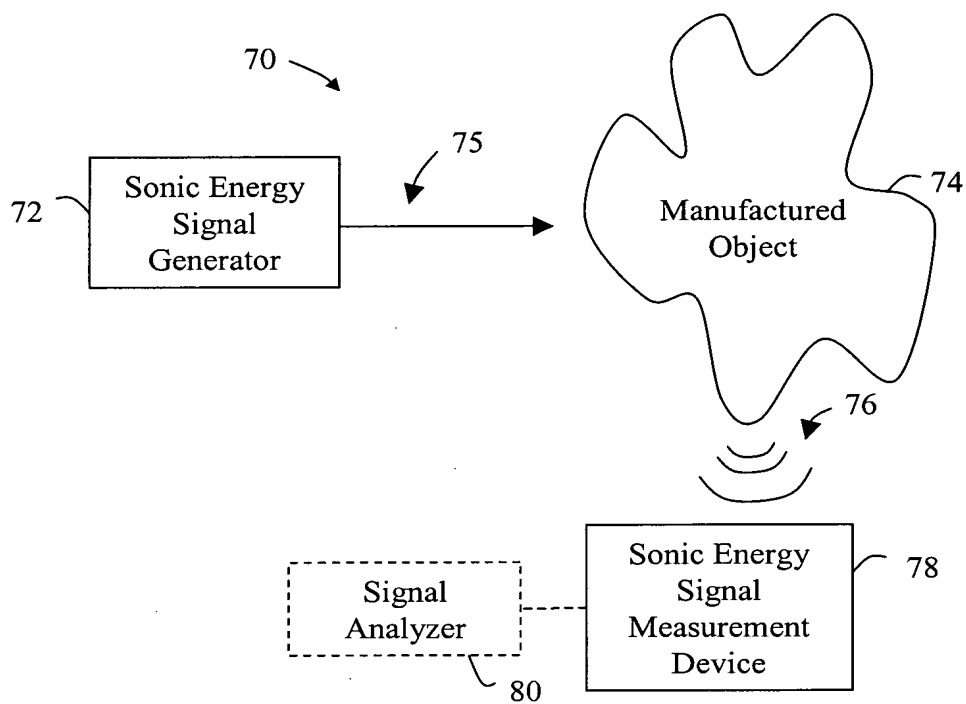 70
75
72
Sonic Energy
Signal
Generator
Manufactured
Object
74
76
Sonic Energy
Signal
Measurement
Device
78
Signal
Analyzer
80